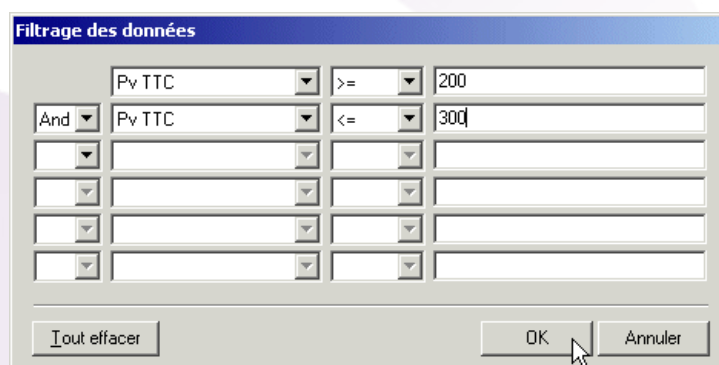 Filtrage des données
Pv TTC >= 200
And Pv TTC <= 300
Tout effacer OK Annuler